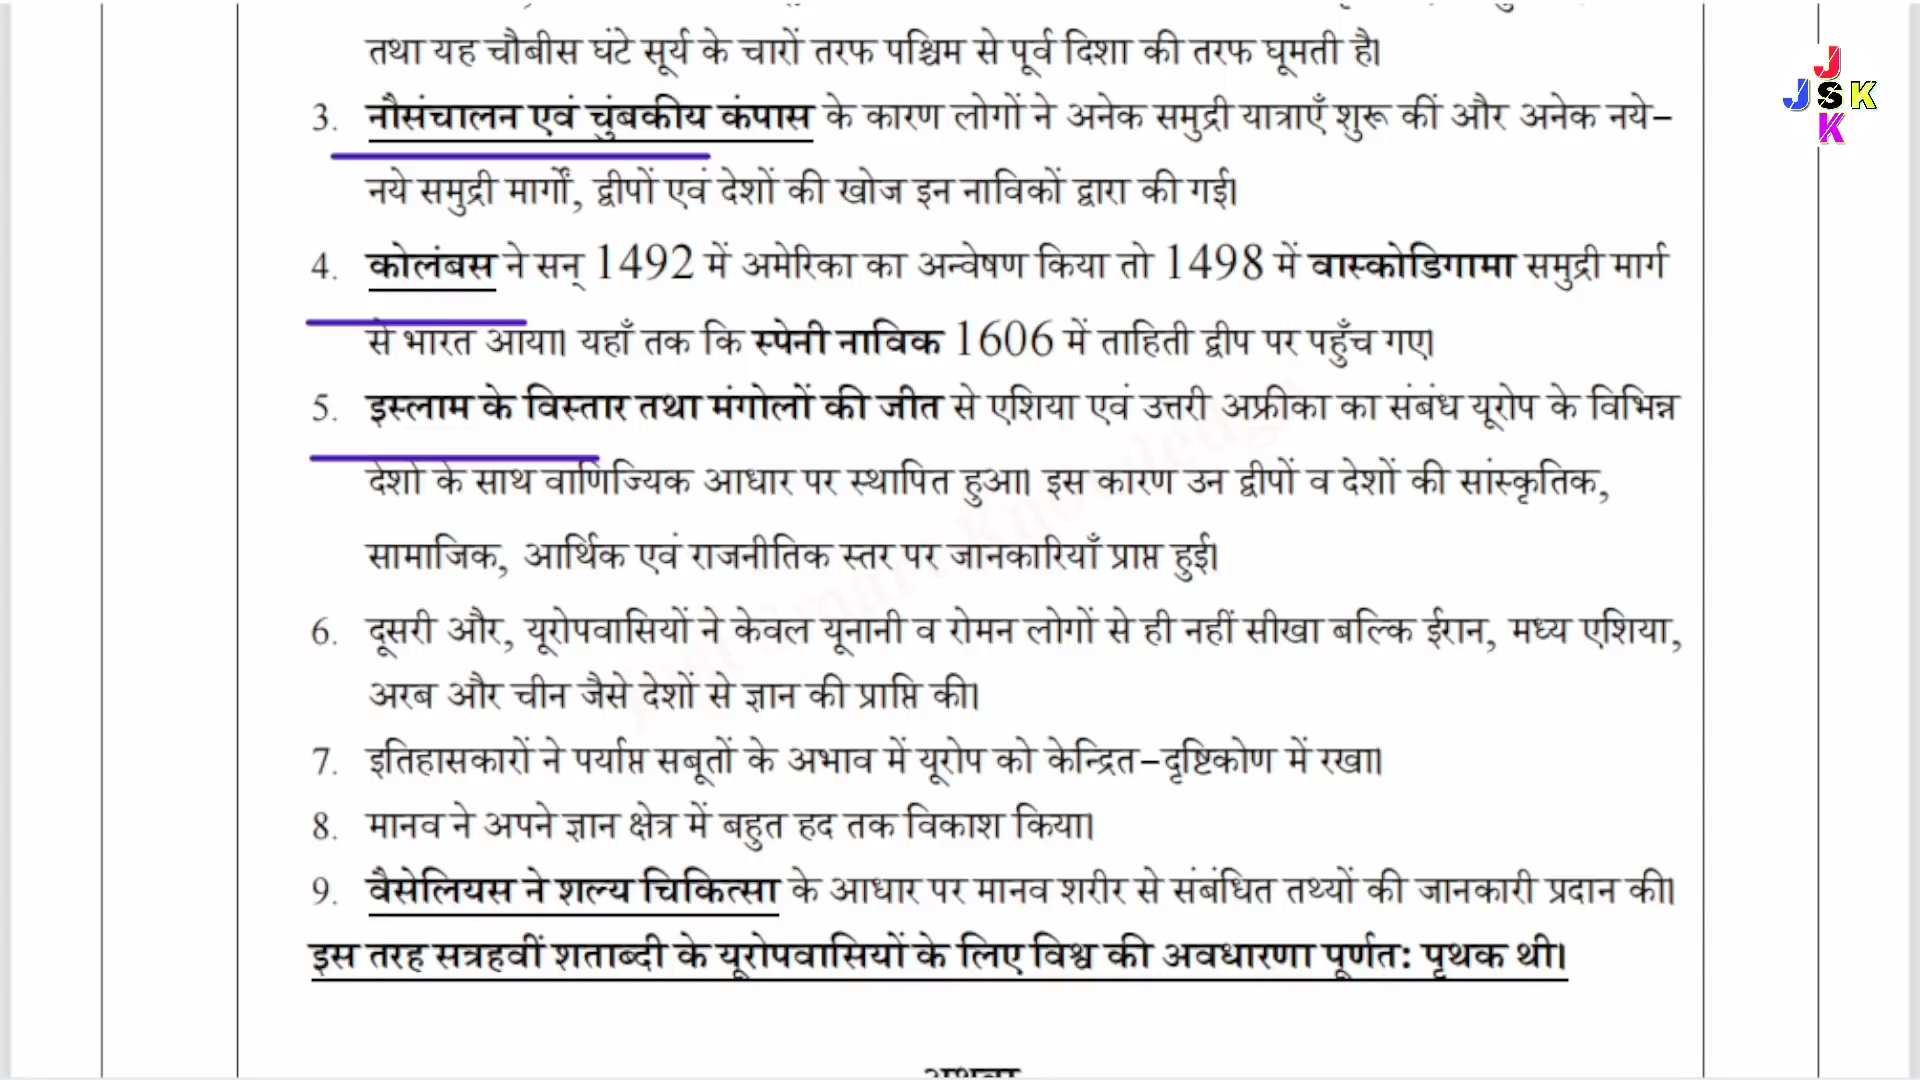 तथा यह चौबीस घंटे सूर्य के चारों तरफ पश्चिम से पूर्व दिशा की तरफ घूमती है।
3. नौसंचालन एवं चुंबकीय कंपास के कारण लोगों ने अनेक समुद्री यात्राएँ शुरू कीं और अनेक नये-
नये समुद्री मार्गों, द्वीपों एवं देशों की खोज इन नाविकों द्वारा की गई।
4. कोलंबस ने सन् 1492 में अमेरिका का अन्वेषण किया तो 1498 में वास्कोडिगामा समुद्री मार्ग
से भारत आया। यहाँ तक कि स्पेनी नाविक 1606 में ताहिती द्वीप पर पहुँच गए।
5. इस्लाम के विस्तार तथा मंगोलों की जीत से एशिया एवं उत्तरी अफ्रीका का संबंध यूरोप के विभिन्न
देशो के साथ वाणिज्यिक आधार पर स्थापित हुआ। इस कारण उन द्वीपों व देशों की सांस्कृतिक,
सामाजिक, आर्थिक एवं राजनीतिक स्तर पर जानकारियाँ प्राप्त हुई।
6. दूसरी और, यूरोपवासियों ने केवल यूनानी व रोमन लोगों से ही नहीं सीखा बल्कि ईरान, मध्य एशिया,
अरब और चीन जैसे देशों से ज्ञान की प्राप्ति की।
7. इतिहासकारों ने पर्याप्त सबूतों के अभाव में यूरोप को केन्द्रित-दृष्टिकोण में रखा।
8. मानव ने अपने ज्ञान क्षेत्र में बहुत हद तक विकाश किया।
9. वैसेलियस ने शल्य चिकित्सा के आधार पर मानव शरीर से संबंधित तथ्यों की जानकारी प्रदान की।
इस तरह सत्रहवीं शताब्दी के यूरोपवासियों के लिए विश्व की अवधारणा पूर्णत: पृथक थी।
J
JSK
K
Just Smart Knowledge